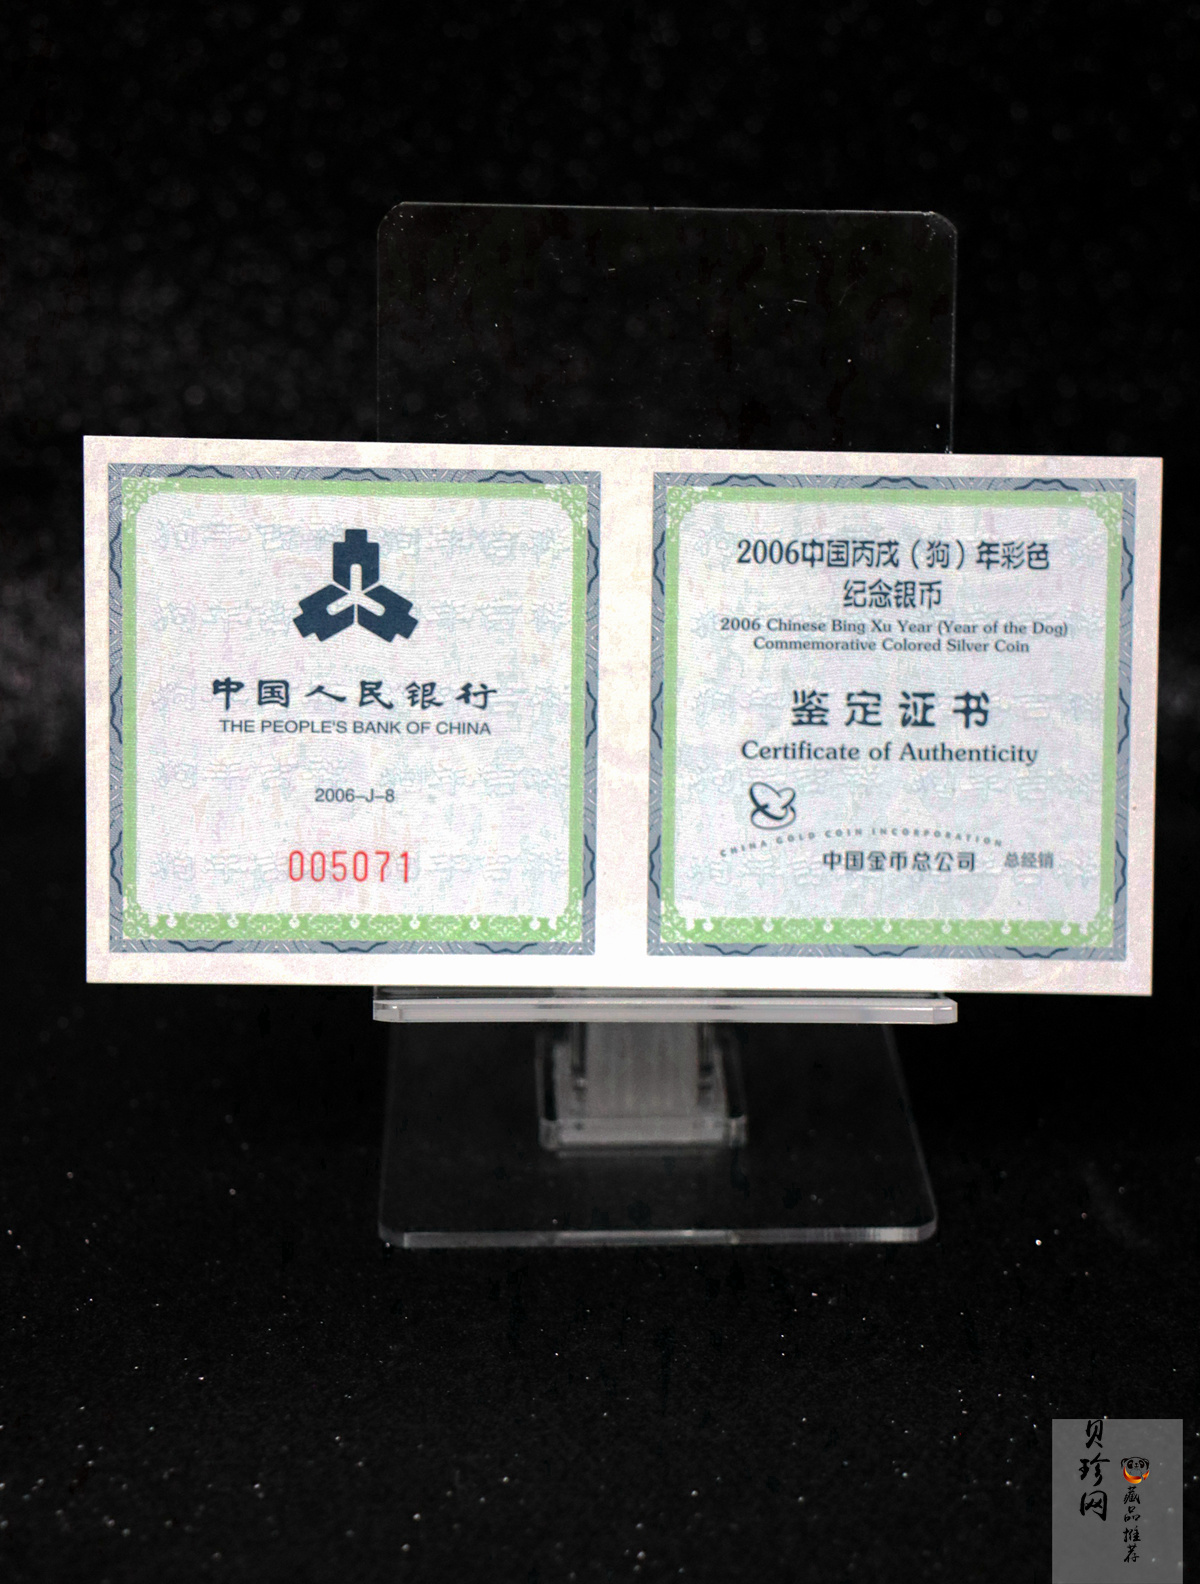 中国人民银行
THE PEOPLE'S BANK OF CHINA
2006-J-8
005071
2006中国丙戌（狗）年彩色
纪念银币
2006 Chinese Bing Xu Year (Year of the Dog)
Commemorative Colored Silver Coin
鉴定证书
Certificate of Authenticity
CHINA GOLD COIN INCORPORATION
中国金币总公司 总经销
贝珍网
藏品推荐